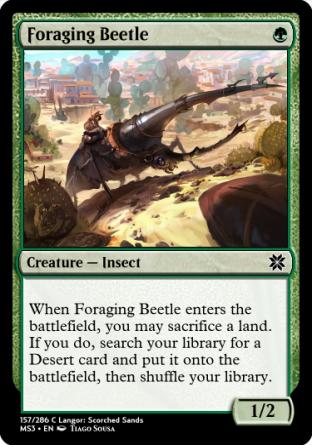 Foraging Beetle
Creature — Insect
When Foraging Beetle enters the
battlefield, you may sacrifice a land.
If you do, search your library for a
Desert card and put it onto the
battlefield, then shuffle your library.
1/2
157/286 C Langor: Scorched Sands
MS3 • EN Tiago Sousa